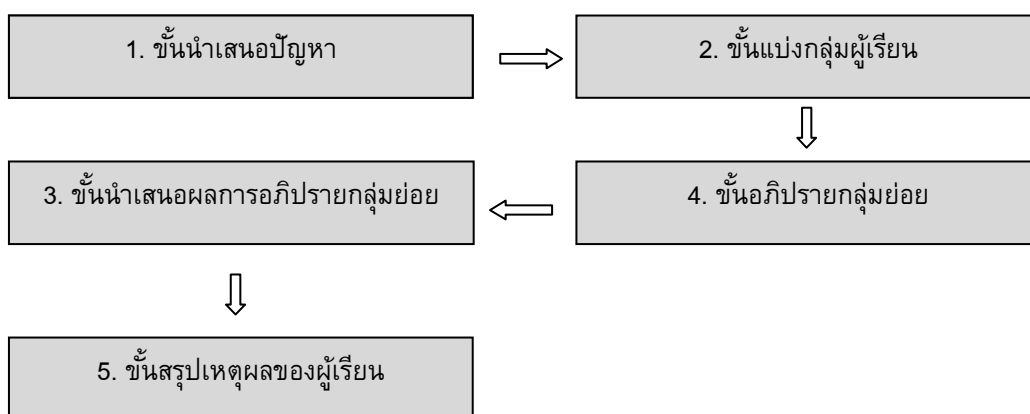 1. ขั้นนำเสนอปัญหา
2. ขั้นแบ่งกลุ่มผู้เรียน
3. ขั้นนำเสนอผลการอภิปรายกลุ่มย่อย
4. ขั้นอภิปรายกลุ่มย่อย
5. ขั้นสรุปเหตุผลของผู้เรียน